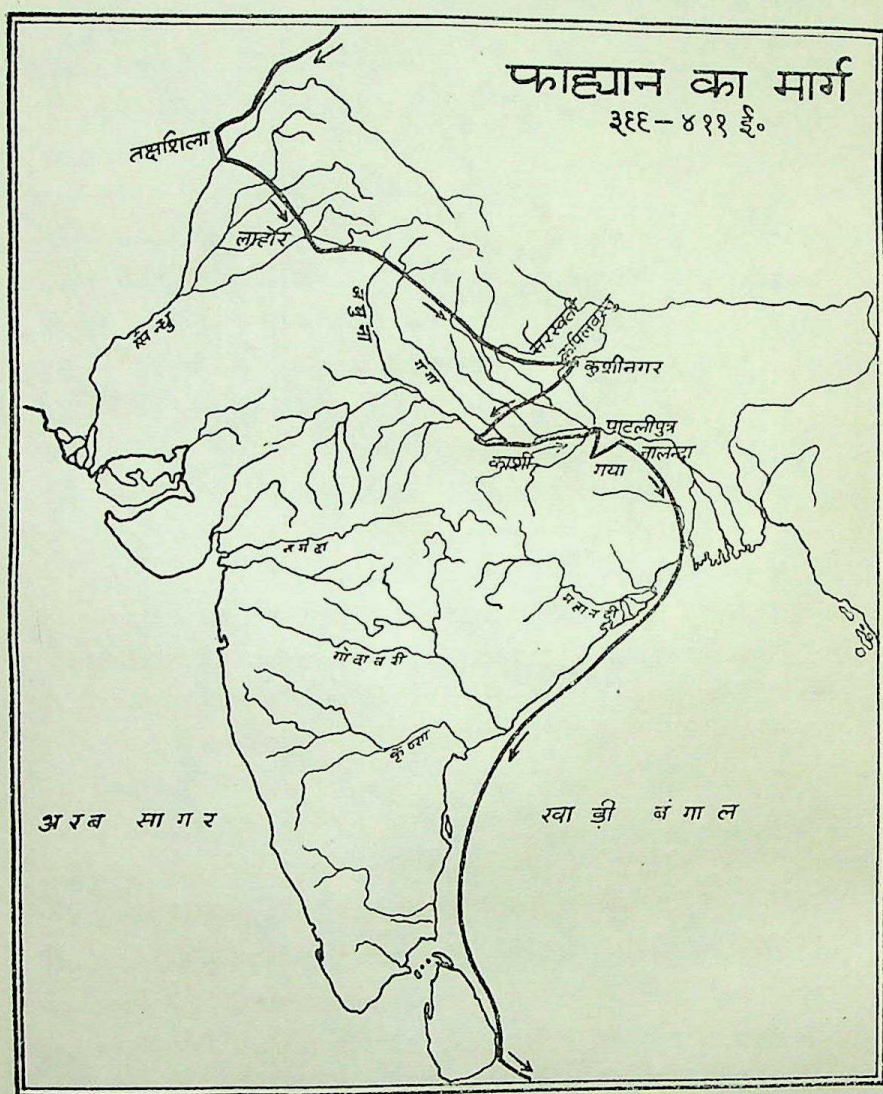 फाह्यान का मार्ग
३९९-४११ ई०
तक्षशिला
लाहौर
सिन्धु
जमुना
गंगा
सरस्वती
कपिलवस्तु
कुशीनगर
पाटलीपुत्र
नालन्दा
काशी
गया
नर्मदा
महानदी
गोदावरी
कृष्णा
अरब सागर
खाड़ी बंगाल